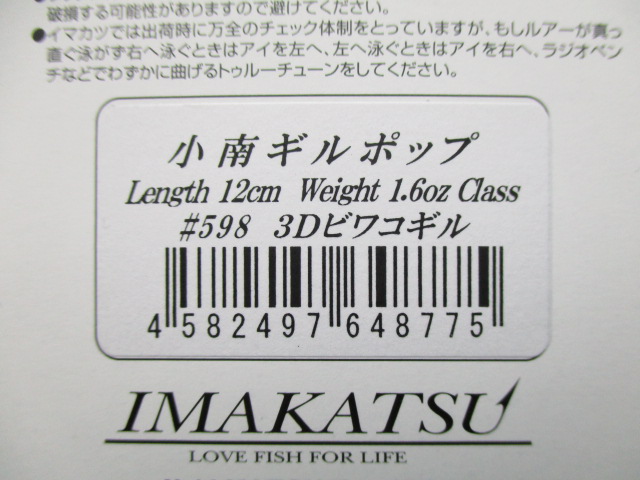 破損する可能性がありますので避けてください。
●イマカツでは出荷時に万全のチェック体制をとっていますが、もしルアーが真っ
直ぐ泳がず右へ泳ぐときはアイを左へ、左へ泳ぐときはアイを右へ、ラジオペン
チなどでわずかに曲げるトゥルーチューンをしてください。
小南ギルポップ
Length 12cm Weight 1.6oz Class
#598 3Dビワコギル
4 582497 648775
IMAKATSU
LOVE FISH FOR LIFE